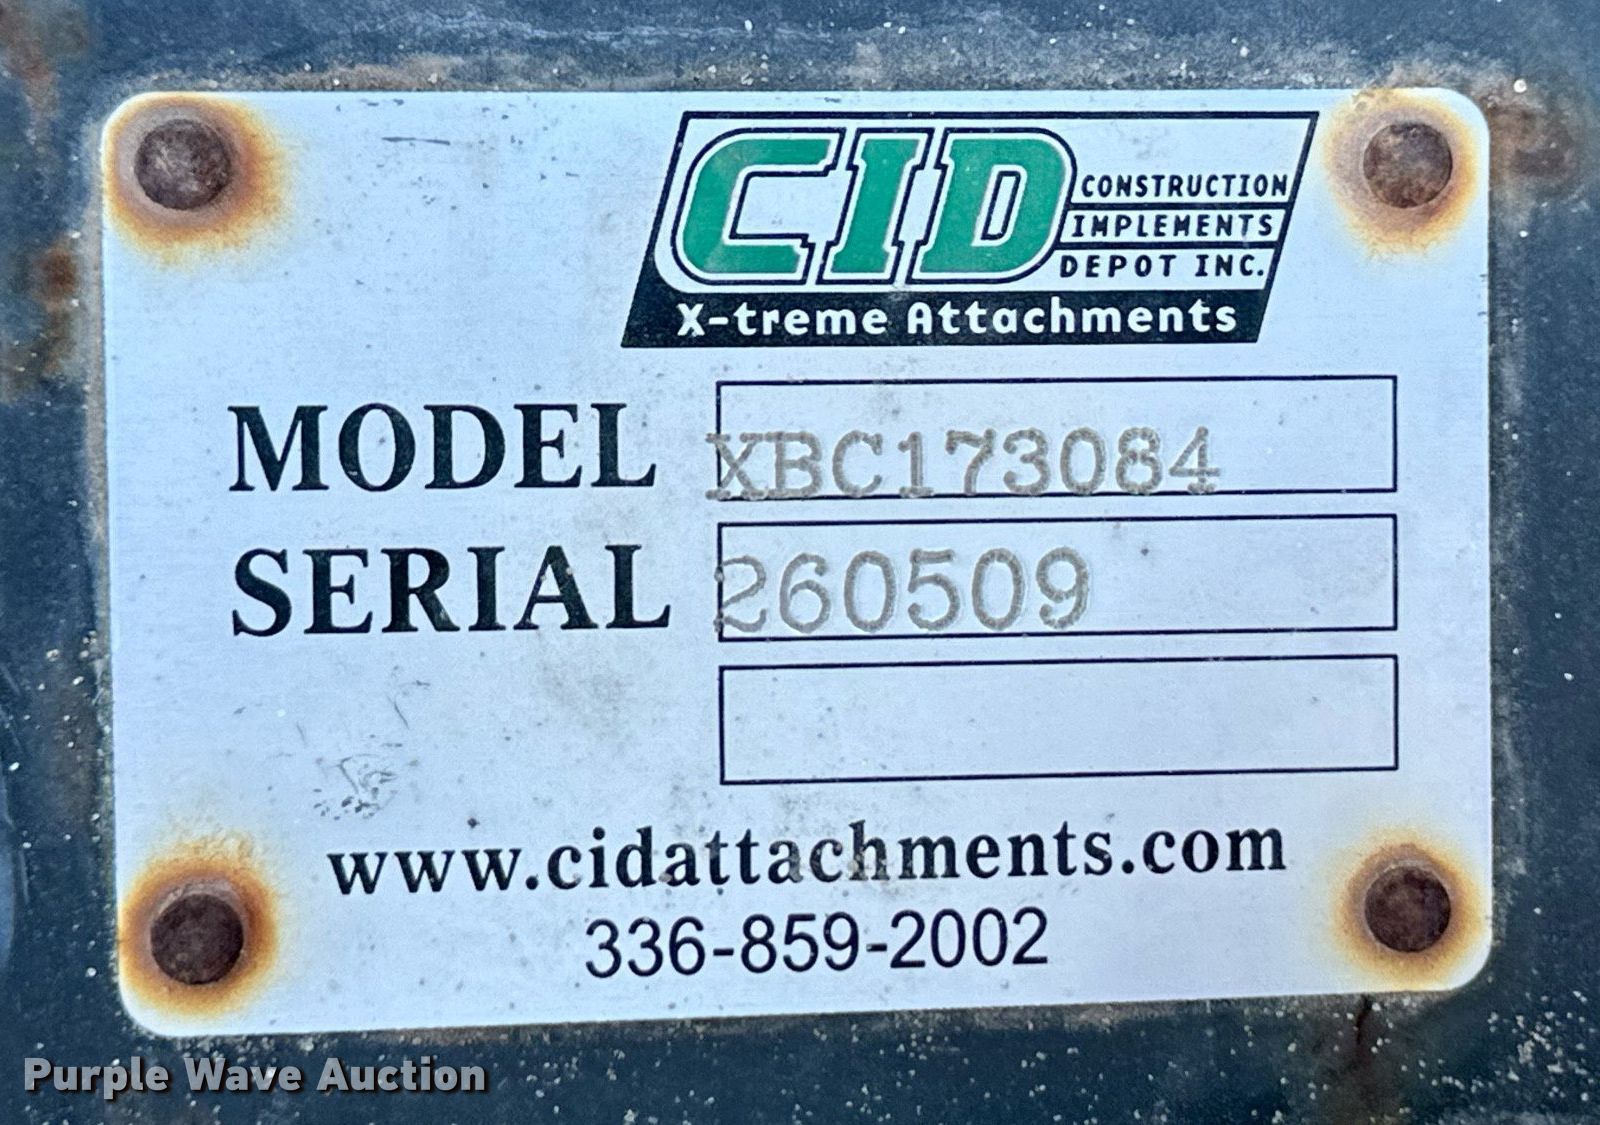 CID
CONSTRUCTION
IMPLEMENTS
DEPOT INC.
X-treme Attachments
MODEL XBC173084
SERIAL 260509
www.cidattachments.com
336-859-2002
Purple Wave Auction